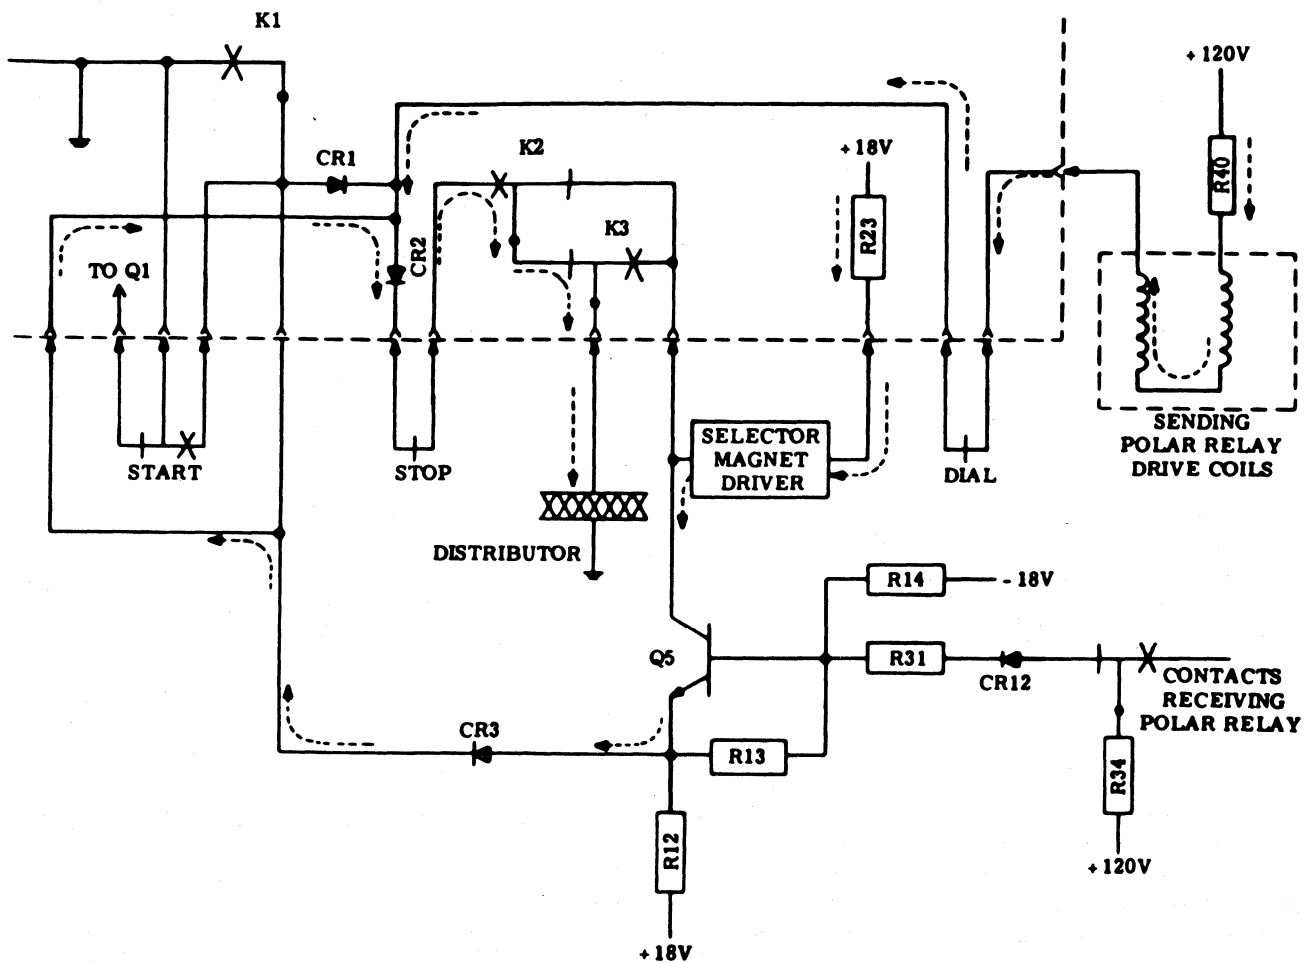 K1
+120V
CR1
K2
+18V
R40
K3
R23
CR2
TO Q1
START
STOP
SELECTOR
MAGNET
DRIVER
DIAL
SENDING
POLAR RELAY
DRIVE COILS
DISTRIBUTOR
R14
-18V
Q5
R31
CR12
CONTACTS
RECEIVING
POLAR RELAY
CR3
R13
R34
R12
+120V
+18V